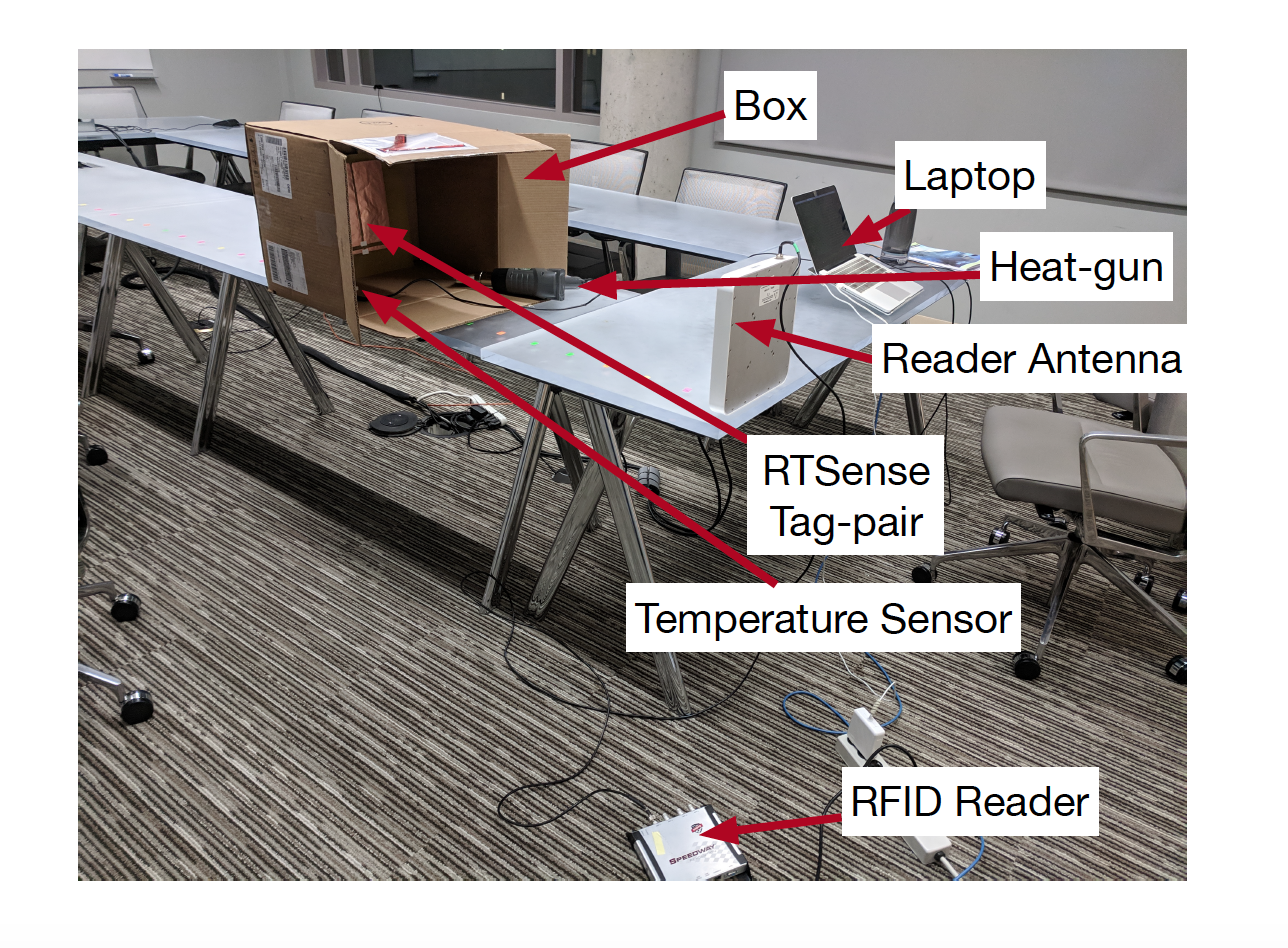 Box
Laptop
Heat-gun
Reader Antenna
RTSense
Tag-pair
Temperature Sensor
RFID Reader
SPEEDWAY